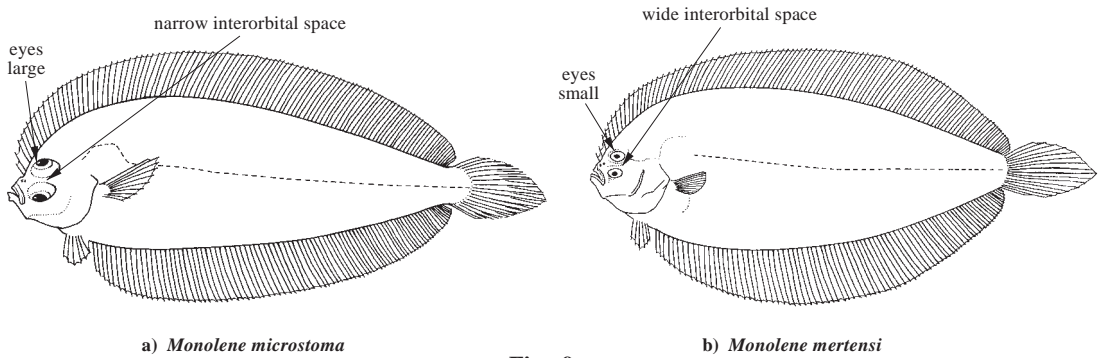 narrow interorbital space
eyes
large
wide interorbital space
eyes
small
a) Monolene microstoma
b) Monolene mertensi